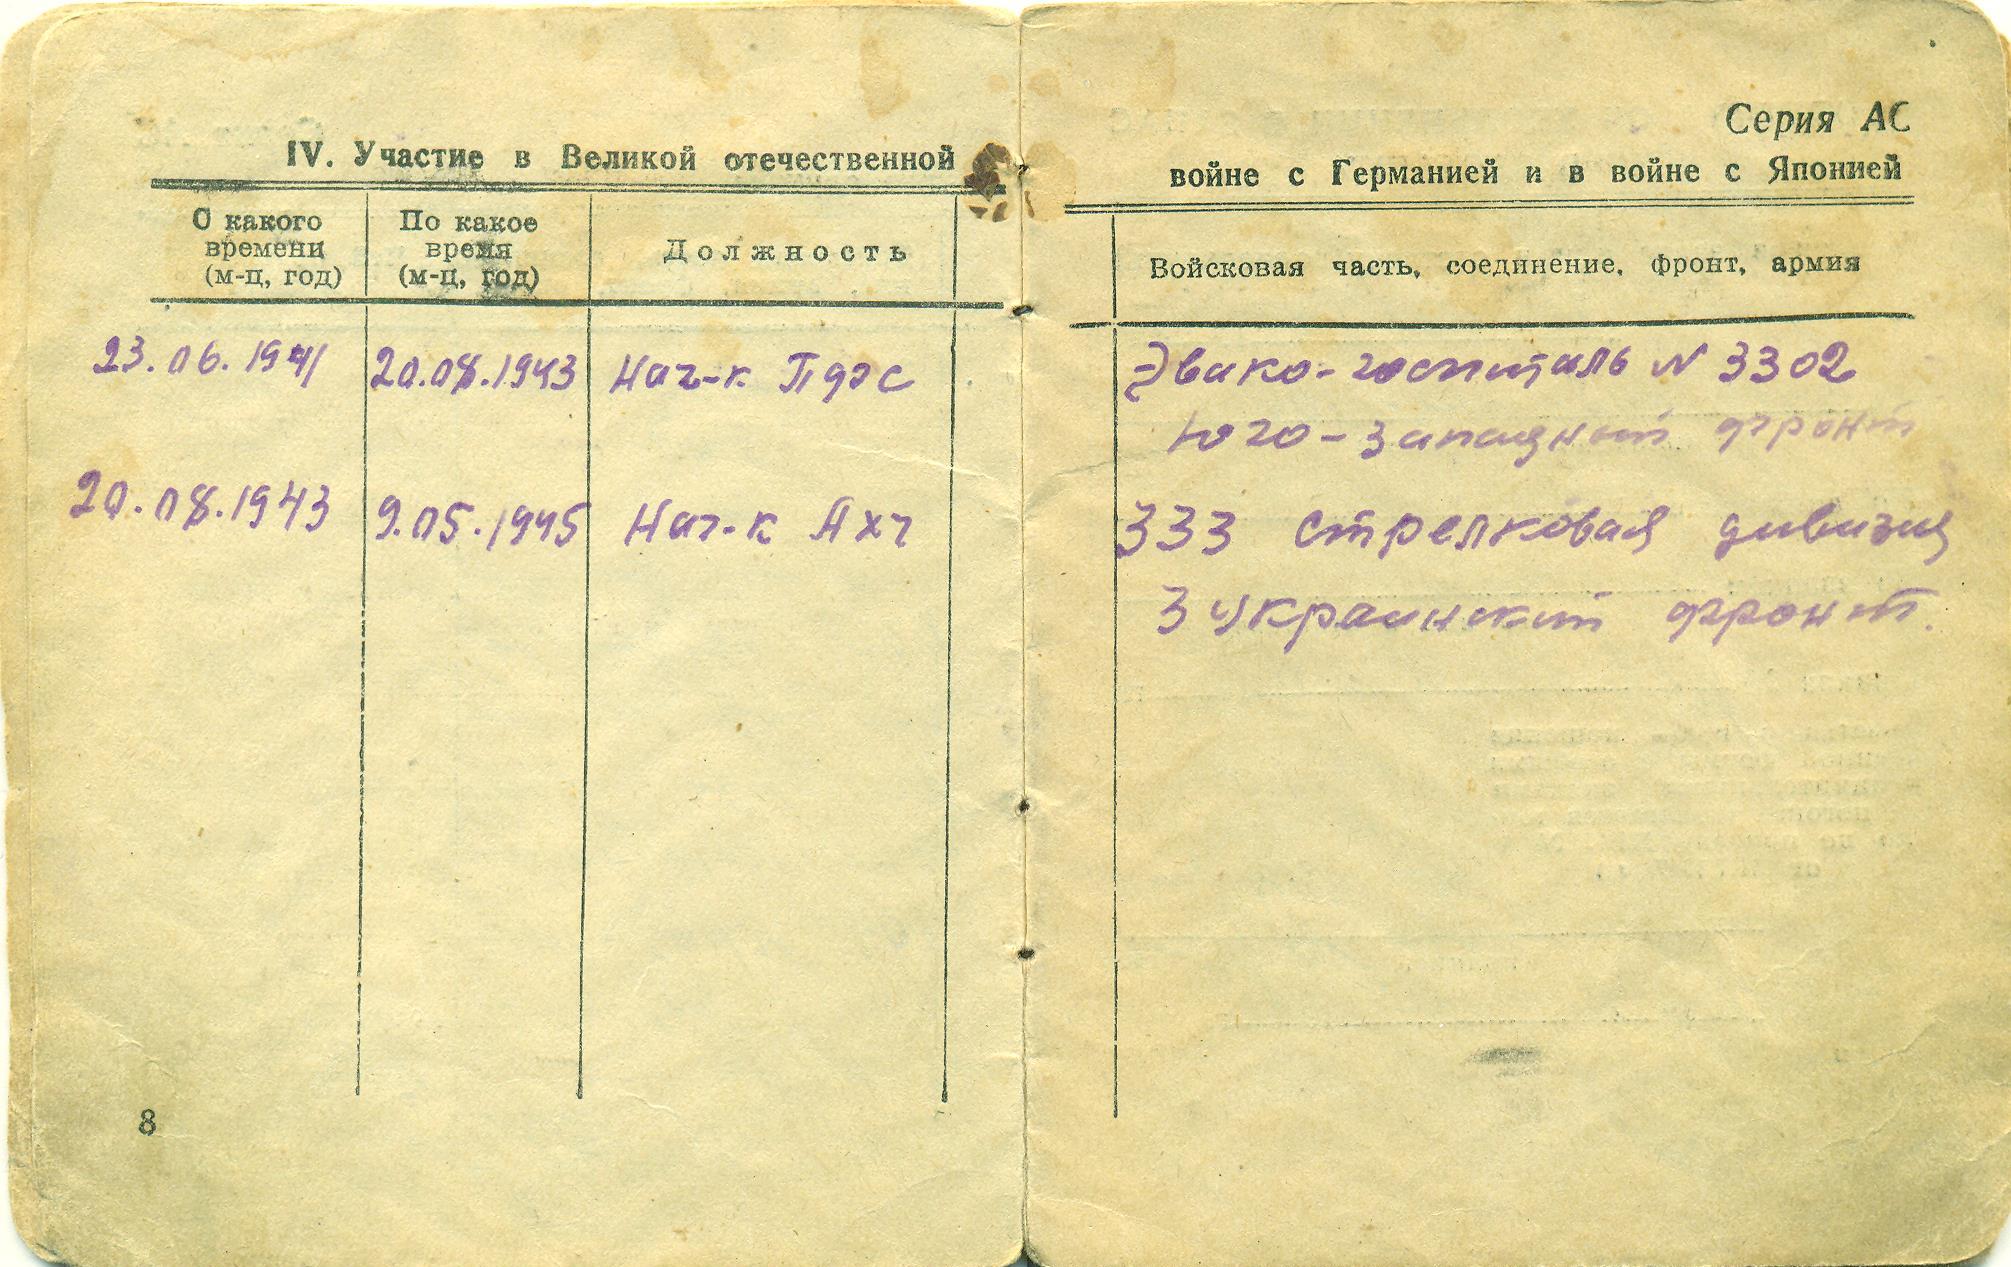 IV. Участие в Великой отечественной
С какого времени (м-ц, год)
По какое время (м-ц, год)
Должность
23.06.1941 20.08.1943 Нач-к Пдэс
20.08.1943 9.05.1945 Нач-к Ахч
8
Серия АС
войне с Германией и в войне с Японией
Войсковая часть, соединение, фронт, армия
Эвако-госпиталь N 3302
Юго-западный фронт
333 стрелковая дивизия
3 Украинский фронт.